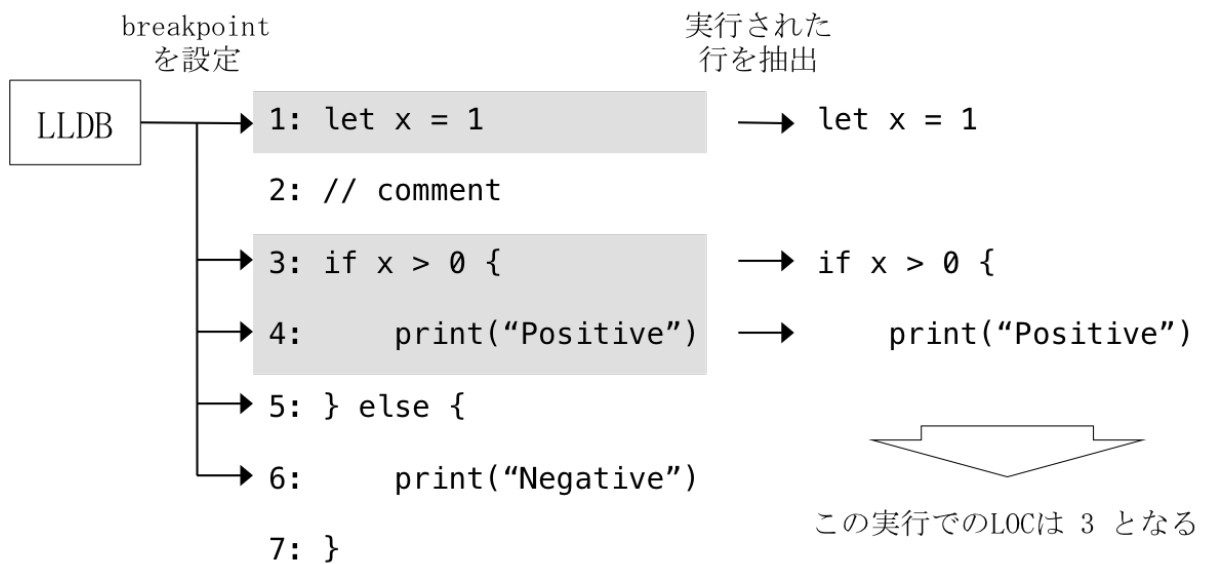 breakpoint
を設定
実行された
行を抽出
LLDB
1: let x = 1
let x = 1
2: // comment
3: if x > 0 {
if x > 0 {
4:     print(“Positive”)
print(“Positive”)
5: } else {
6:     print(“Negative”)
この実行でのLOCは 3 となる
7: }